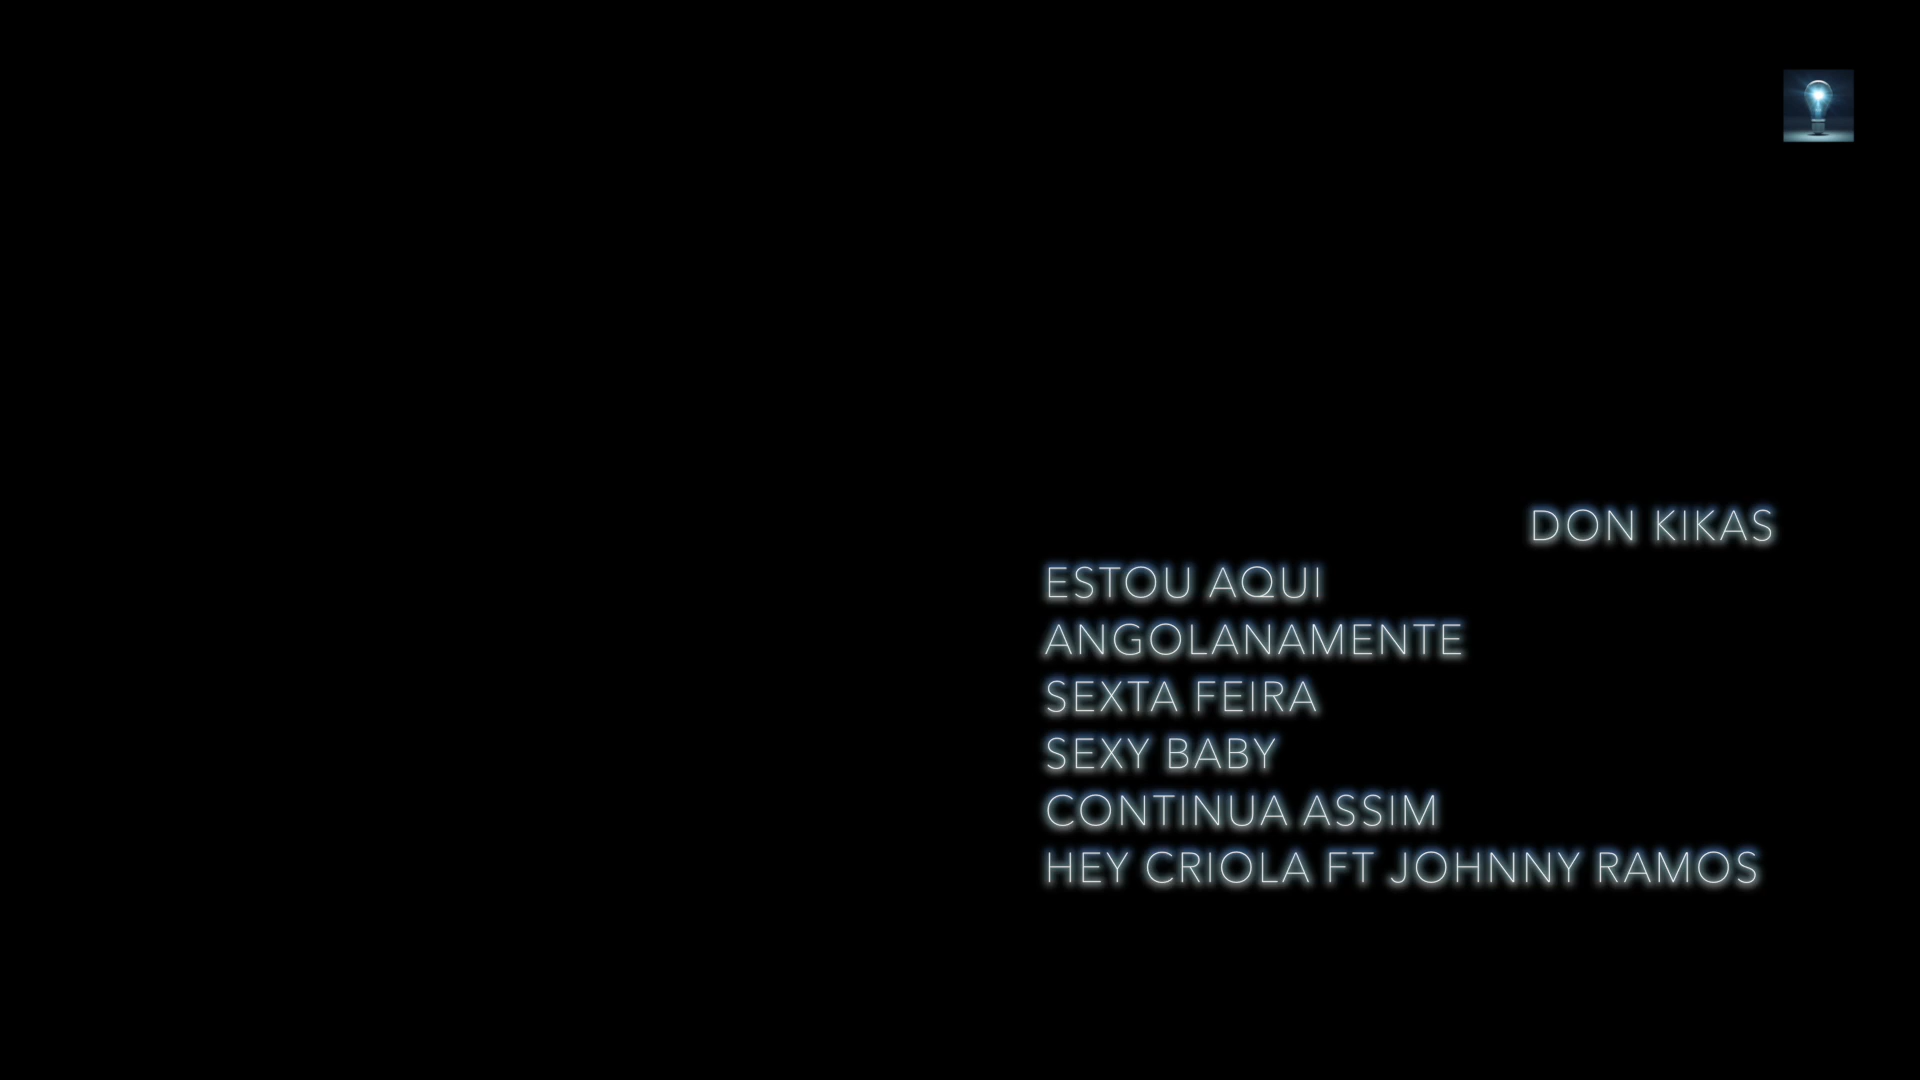 DON KIKAS
ESTOU AQUI
ANGOLANAMENTE
SEXTA FEIRA
SEXY BABY
CONTINUA ASSIM
HEY CRIOLA FT JOHNNY RAMOS